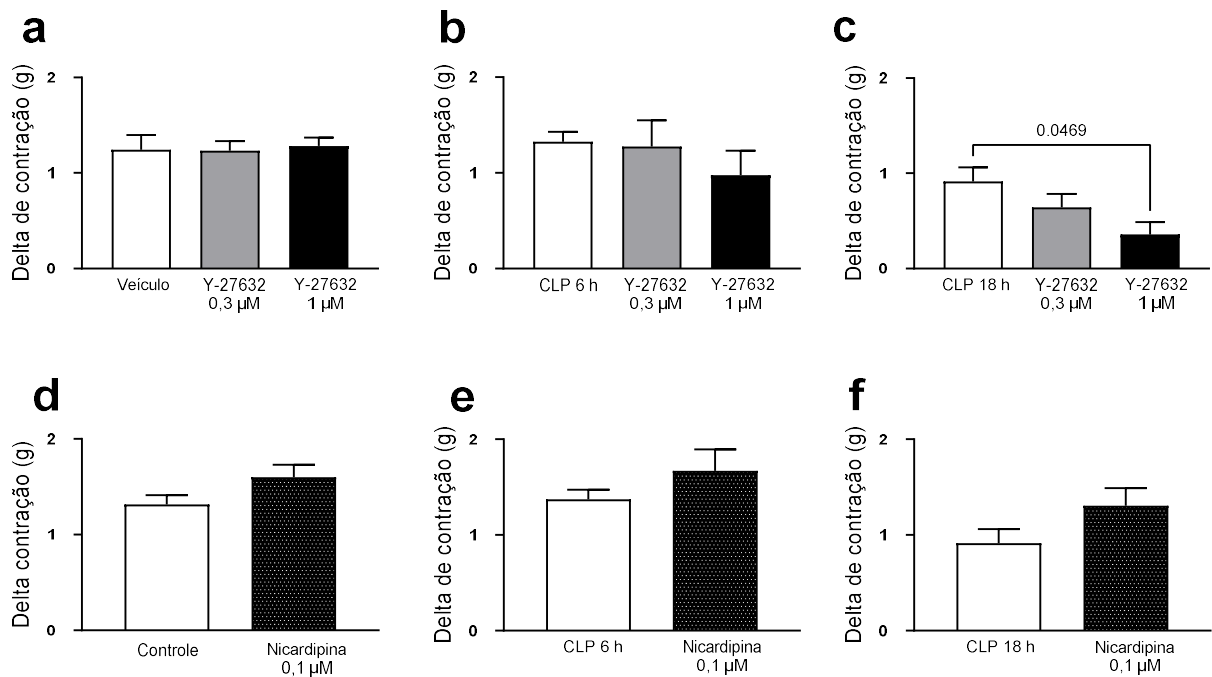 a
Delta de contração (g)
2
1
0
Veículo
Y-27632
0,3 µM
Y-27632
1 µM
b
Delta de contração (g)
2
1
0
CLP 6 h
Y-27632
0,3 µM
Y-27632
1 µM
c
Delta de contração (g)
2
1
0
0.0469
CLP 18 h
Y-27632
0,3 µM
Y-27632
1 µM
d
Delta contração (g)
2
1
0
Controle
Nicardipina
0,1 µM
e
Delta de contração (g)
2
1
0
CLP 6 h
Nicardipina
0,1 µM
f
Delta de contração (g)
2
1
0
CLP 18 h
Nicardipina
0,1 µM